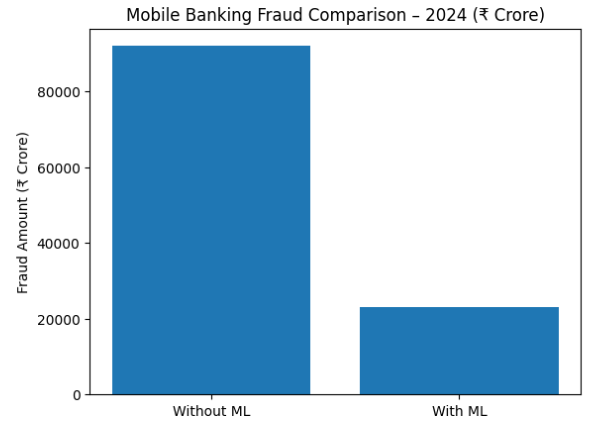 Mobile Banking Fraud Comparison – 2024 (₹ Crore)
Fraud Amount (₹ Crore)
80000
60000
40000
20000
0
Without ML
With ML